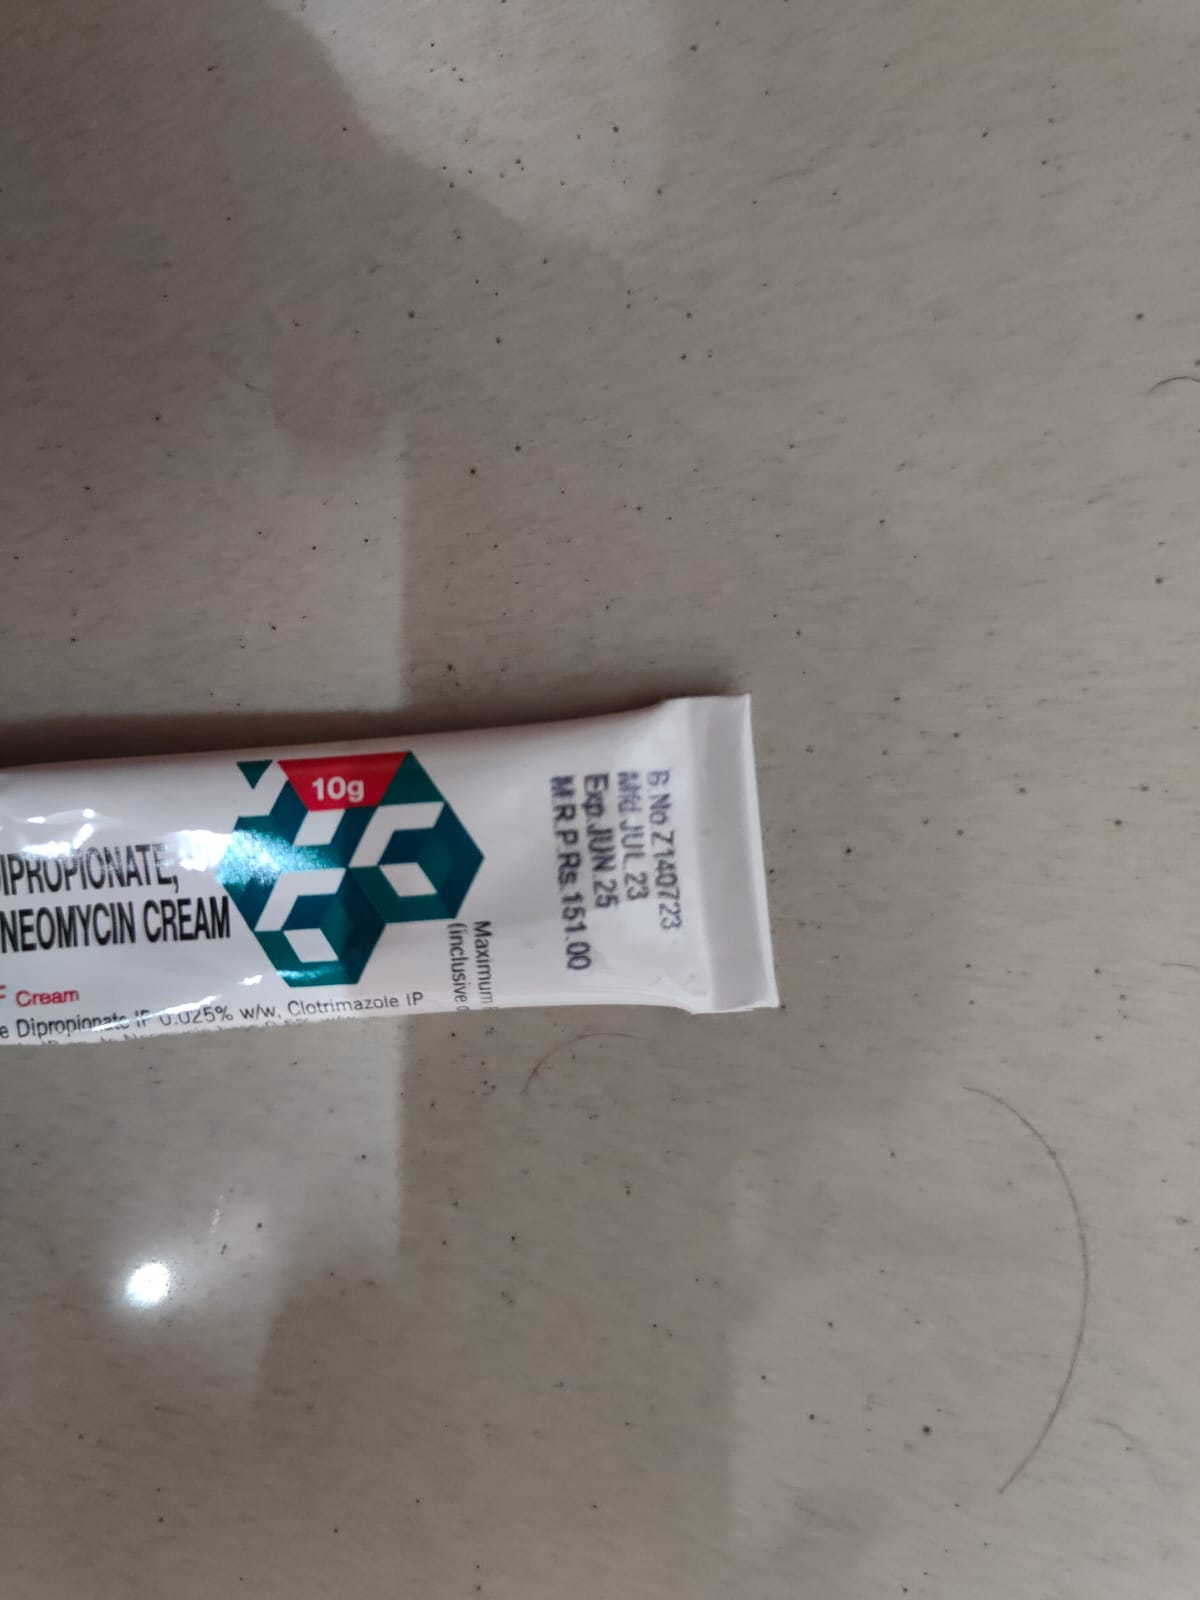 10g
IPROPIONATE,
NEOMYCIN CREAM
Cream
e Dipropionate IP 0.025% w/w, Clotrimazole IP
Maximum
(inclusive
B No.Z140723
Mfd.JUL.23
Exp.JUN.25
M.R.P.Rs.151.00